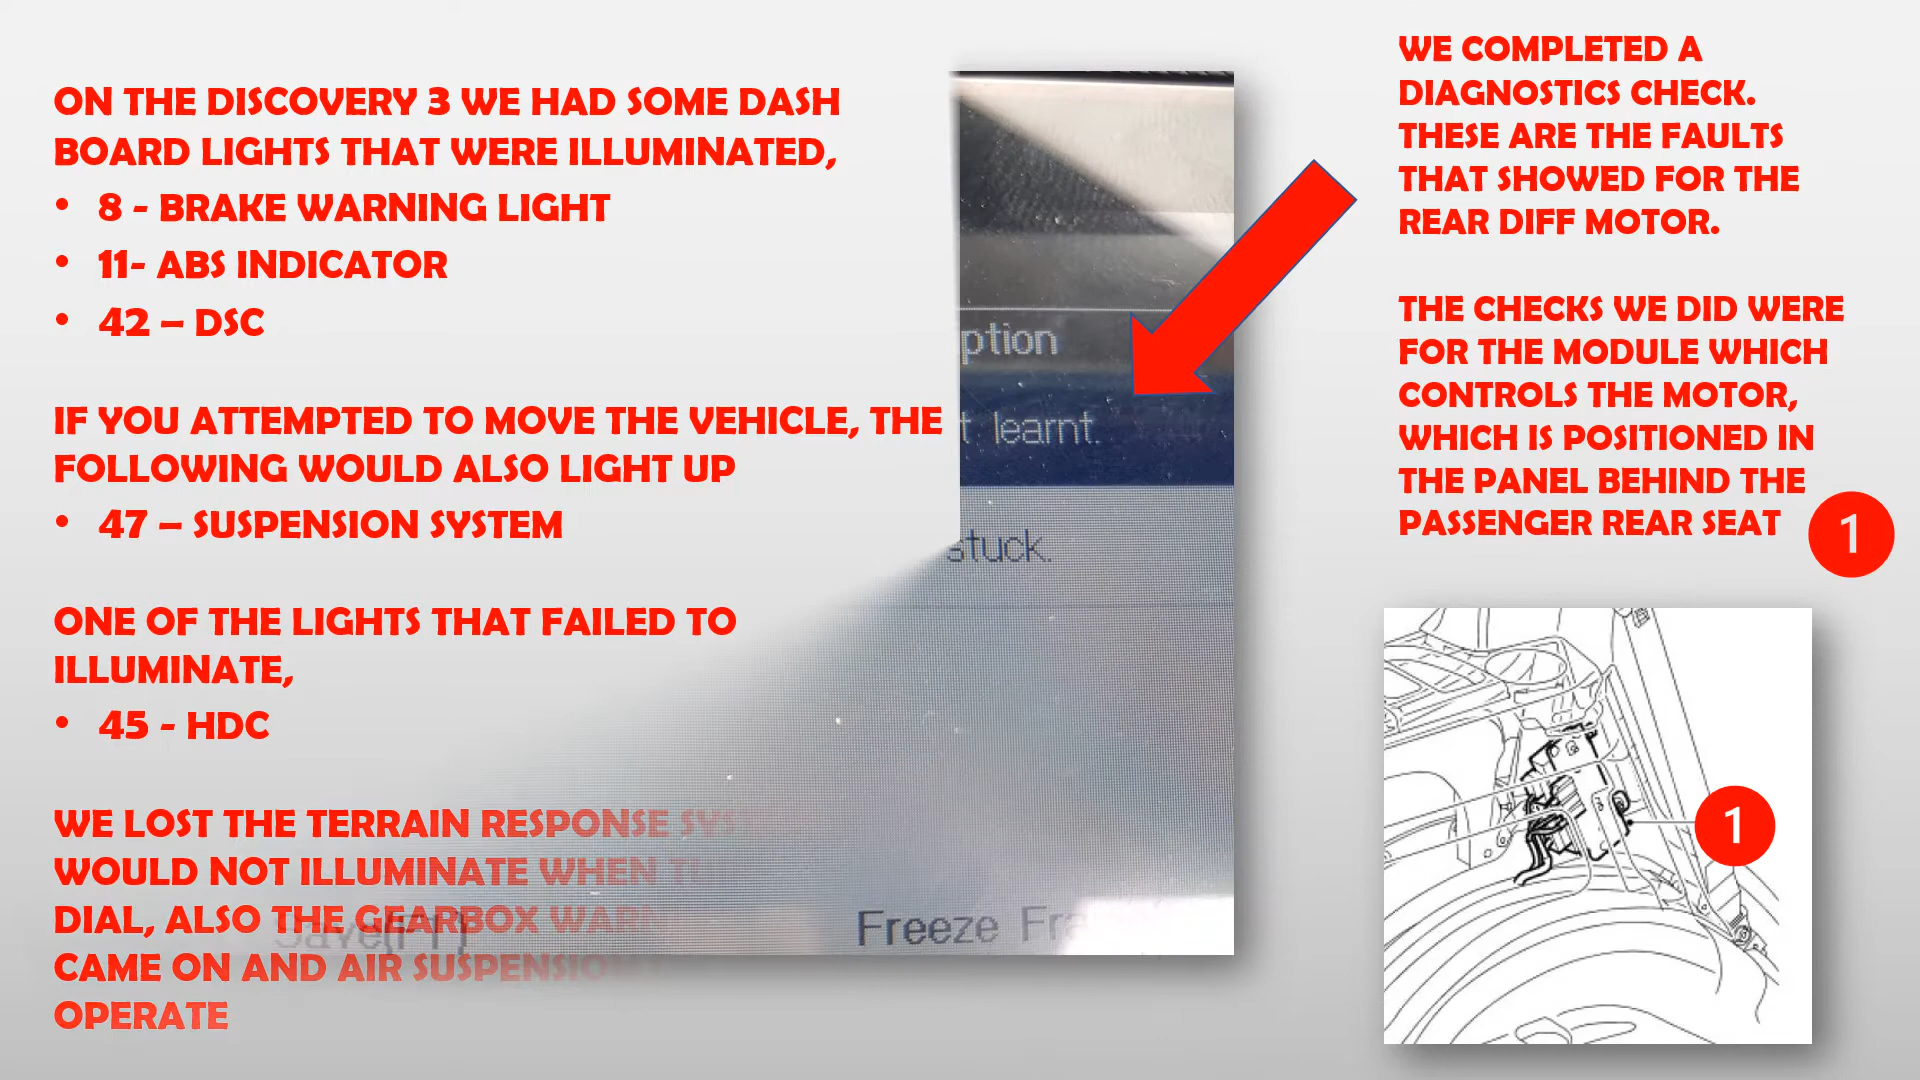 ON THE DISCOVERY 3 WE HAD SOME DASH
BOARD LIGHTS THAT WERE ILLUMINATED,
• 8 - BRAKE WARNING LIGHT
• 11- ABS INDICATOR
• 42 – DSC
IF YOU ATTEMPTED TO MOVE THE VEHICLE, THE
FOLLOWING WOULD ALSO LIGHT UP
• 47 – SUSPENSION SYSTEM
ONE OF THE LIGHTS THAT FAILED TO
ILLUMINATE,
• 45 - HDC
WE LOST THE TERRAIN RESPONSE
WOULD NOT ILLUMINATE WHEN
DIAL, ALSO THE GEARBOX
CAME ON AND AIR SUSPENSION
OPERATE
ption
t learnt.
stuck.
Save(F1)
Freeze
WE COMPLETED A
DIAGNOSTICS CHECK.
THESE ARE THE FAULTS
THAT SHOWED FOR THE
REAR DIFF MOTOR.
THE CHECKS WE DID WERE
FOR THE MODULE WHICH
CONTROLS THE MOTOR,
WHICH IS POSITIONED IN
THE PANEL BEHIND THE
PASSENGER REAR SEAT
1
1